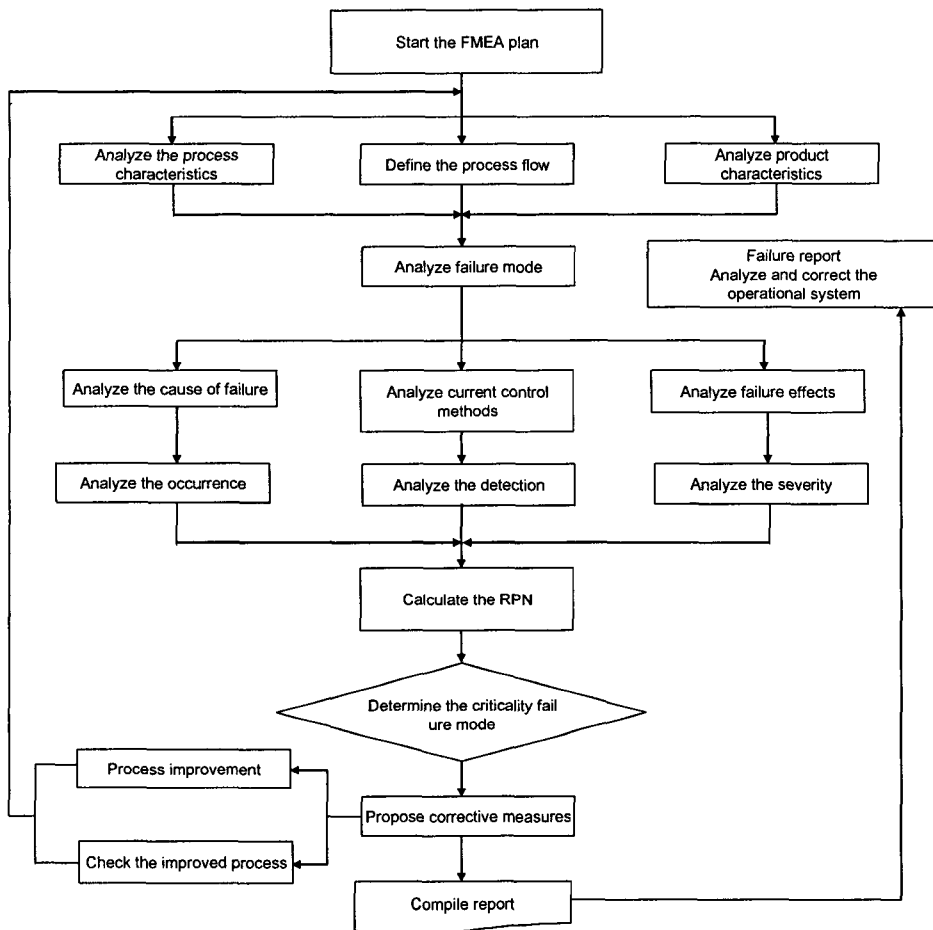 Start the FMEA plan
Analyze the process
characteristics
Define the process flow
Analyze product
characteristics
Analyze failure mode
Failure report
Analyze and correct the
operational system
Analyze the cause of failure
Analyze current control
methods
Analyze failure effects
Analyze the occurrence
Analyze the detection
Analyze the severity
Calculate the RPN
Determine the criticality fail
ure mode
Process improvement
Propose corrective measures
Check the improved process
Compile report